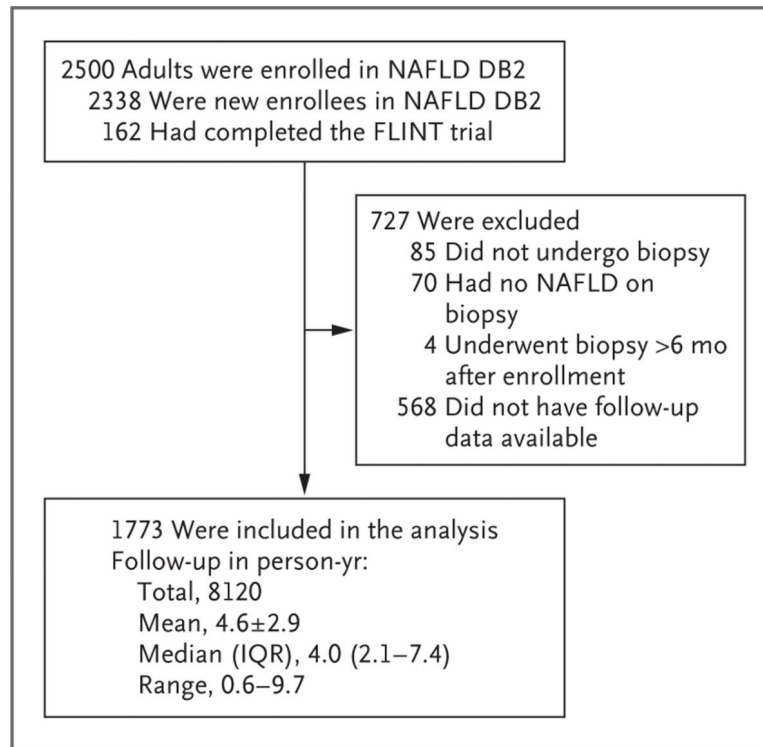 2500 Adults were enrolled in NAFLD DB2
2338 Were new enrollees in NAFLD DB2
162 Had completed the FLINT trial
727 Were excluded
85 Did not undergo biopsy
70 Had no NAFLD on
biopsy
4 Underwent biopsy >6 mo
after enrollment
568 Did not have follow-up
data available
1773 Were included in the analysis
Follow-up in person-yr:
Total, 8120
Mean, 4.6±2.9
Median (IQR), 4.0 (2.1–7.4)
Range, 0.6–9.7